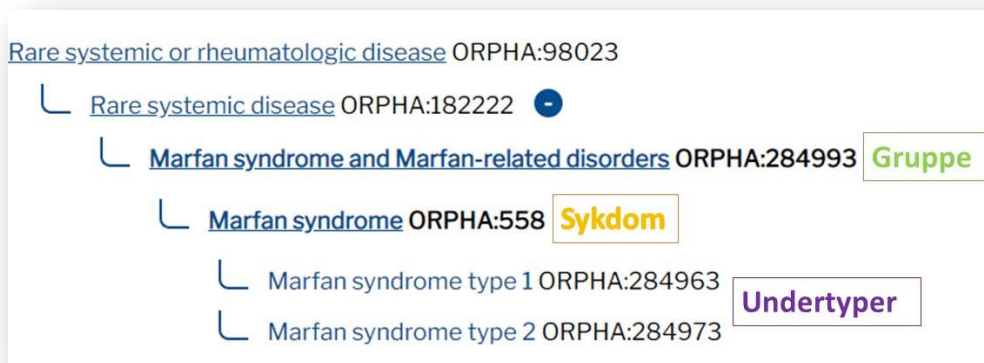 Rare systemic or rheumatologic disease ORPHA:98023
Rare systemic disease ORPHA:182222 -
Marfan syndrome and Marfan-related disorders ORPHA:284993 Gruppe
Marfan syndrome ORPHA:558 Sykdom
Marfan syndrome type 1 ORPHA:284963
Undertyper
Marfan syndrome type 2 ORPHA:284973